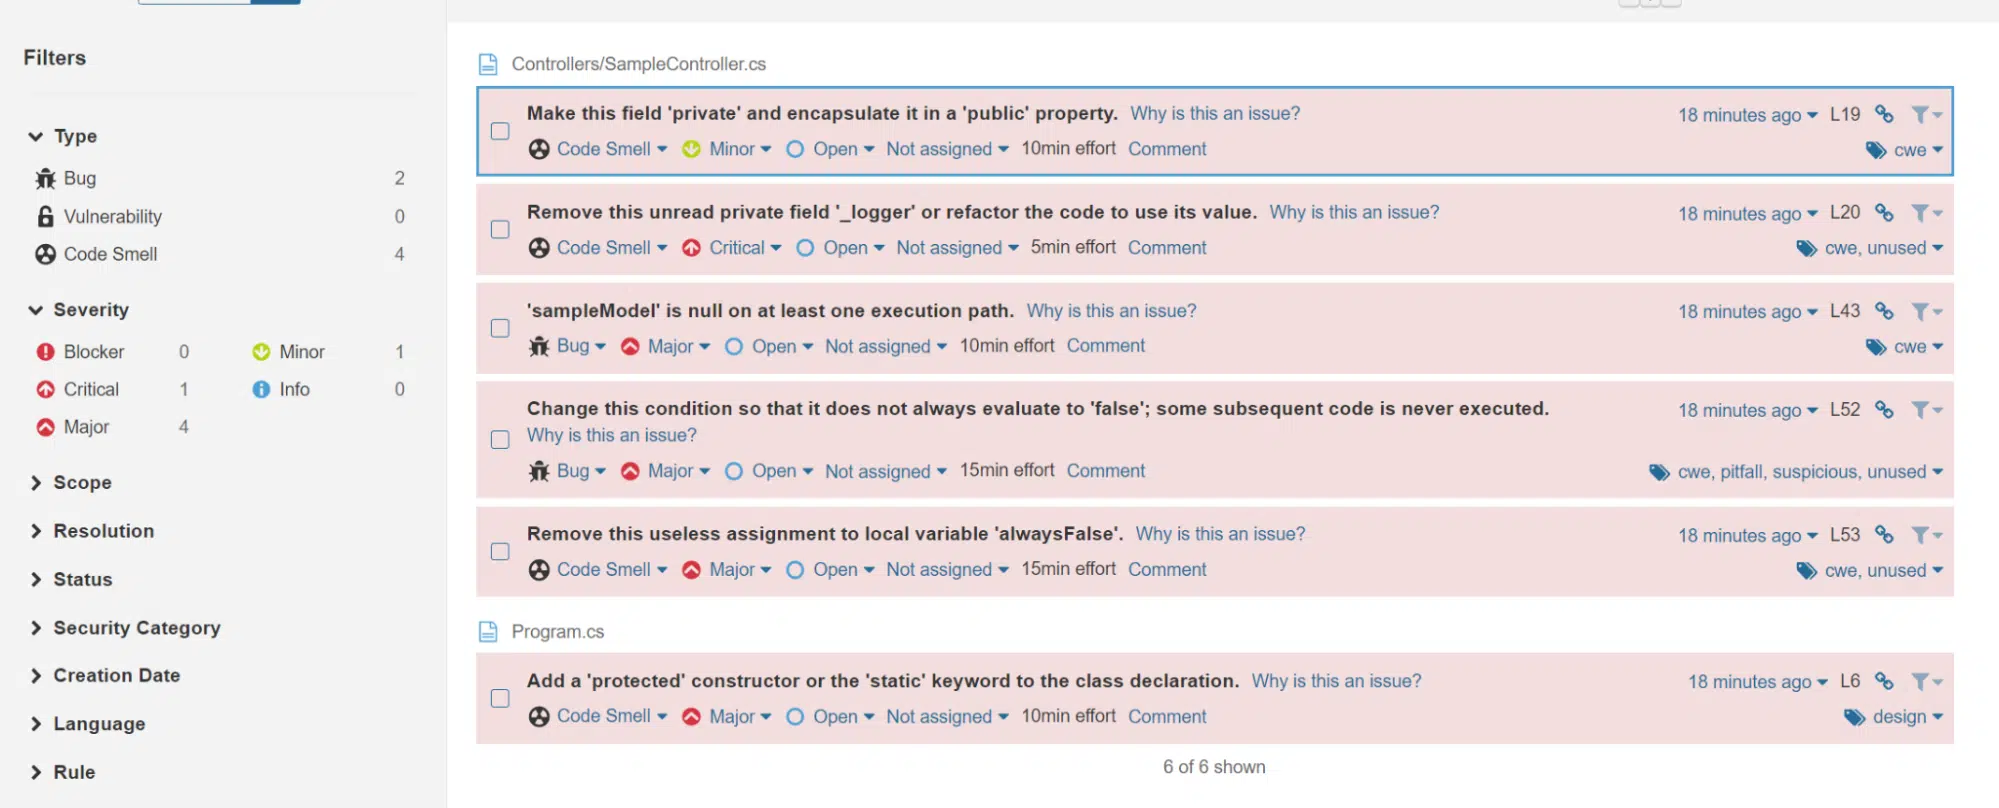 Filters
Type
Bug 2
Vulnerability 0
Code Smell 4
Severity
Blocker 0 Minor 1
Critical 1 Info 0
Major 4
Scope
Resolution
Status
Security Category
Creation Date
Language
Rule
Controllers/SampleController.cs
Make this field 'private' and encapsulate it in a 'public' property. Why is this an issue? 18 minutes ago L19
Code Smell Minor Open Not assigned 10min effort Comment cwe
Remove this unread private field '_logger' or refactor the code to use its value. Why is this an issue? 18 minutes ago L20
Code Smell Critical Open Not assigned 5min effort Comment cwe, unused
'sampleModel' is null on at least one execution path. Why is this an issue? 18 minutes ago L43
Bug Major Open Not assigned 10min effort Comment cwe
Change this condition so that it does not always evaluate to 'false'; some subsequent code is never executed. 18 minutes ago L52
Why is this an issue?
Bug Major Open Not assigned 15min effort Comment cwe, pitfall, suspicious, unused
Remove this useless assignment to local variable 'alwaysFalse'. Why is this an issue? 18 minutes ago L53
Code Smell Major Open Not assigned 15min effort Comment cwe, unused
Program.cs
Add a 'protected' constructor or the 'static' keyword to the class declaration. Why is this an issue? 18 minutes ago L6
Code Smell Major Open Not assigned 10min effort Comment design
6 of 6 shown